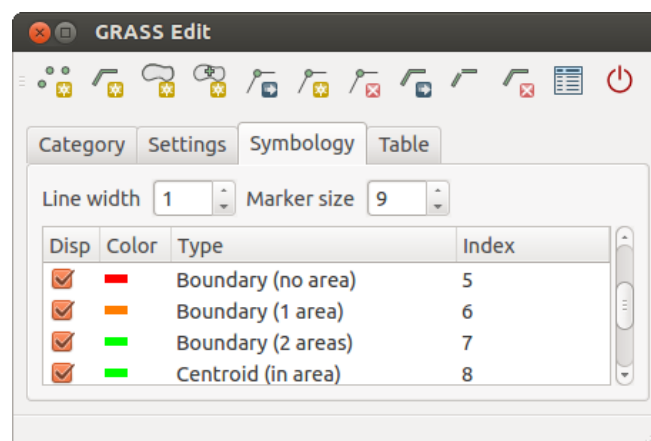 GRASS Edit
Category Settings Symbology Table
Line width 1 Marker size 9
Disp Color Type Index
Boundary (no area) 5
Boundary (1 area) 6
Boundary (2 areas) 7
Centroid (in area) 8